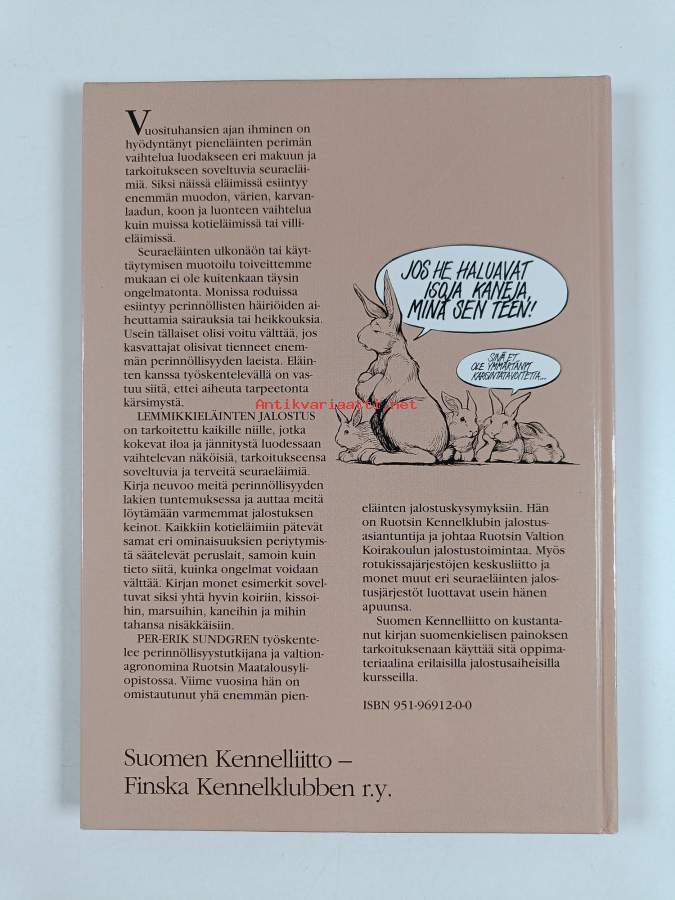 Vuosituhansien ajan ihminen on
hyödyntänyt pieneläinten perimän
vaihtelua luodakseen eri makuun ja
tarkoitukseen soveltuvia seuraeläi-
miä. Siksi näissä eläimissä esiintyy
enemmän muodon, värien, karvan-
laadun, koon ja luonteen vaihtelua
kuin muissa kotieläimissä tai villi-
eläimissä.
Seuraeläinten ulkonäön tai käyt-
täytymisen muotoilu toiveittemme
mukaan ei ole kuitenkaan täysin
ongelmatonta. Monissa roduissa
esiintyy perinnöllisten häiriöiden ai-
heuttamia sairauksia tai heikkouksia.
Usein tällaiset olisi voitu välttää, jos
kasvattajat olisivat tienneet enem-
män perinnöllisyyden laeista. Eläin-
ten kanssa työskentelevällä on vas-
tuu siitä, ettei aiheuta tarpeetonta
kärsimystä.
LEMMIKKIELÄINTEN JALOSTUS
on tarkoitettu kaikille niille, jotka
kokevat iloa ja jännitystä luodessaan
vaihtelevan näköisiä, tarkoitukseensa
soveltuvia ja terveitä seuraeläimiä.
Kirja neuvoo meitä perinnöllisyyden
lakien tuntemuksessa ja auttaa meitä
löytämään varmemmat jalostuksen
keinot. Kaikkiin kotieläimiin pätevät
samat eri ominaisuuksien periytymis-
tä säätelevät peruslait, samoin kuin
tieto siitä, kuinka ongelmat voidaan
välttää. Kirjan monet esimerkit sovel-
tuvat siksi yhtä hyvin koiriin, kissoi-
hin, marsuihin, kaneihin ja mihin
tahansa nisäkkäisiin.
PER-ERIK SUNDGREN työskente-
lee perinnöllisyystutkijana ja valtion-
agronomina Ruotsin Maatalousyli-
opistossa. Viime vuosina hän on
omistautunut yhä enemmän pien-
JOS HE HALUAVAT
ISOJA KANEJA,
MINÄ SEN TEEN!
SINÄ ET
OLE YMMÄRTÄNYT
KASVINTATAVOITETTA...
Antikvariaatti.net
eläinten jalostuskysymyksiin. Hän
on Ruotsin Kennelklubin jalostus-
asiantuntija ja johtaa Ruotsin Valtion
Koirakoulun jalostustoimintaa. Myös
rotukissajärjestöjen keskusliitto ja
monet muut eri seuraeläinten jalos-
tusjärjestöt luottavat usein hänen
apuunsa.
Suomen Kennelliitto on kustanta-
nut kirjan suomenkielisen painoksen
tarkoituksenaan käyttää sitä oppima-
teriaalina erilaisilla jalostusaiheisilla
kursseilla.
ISBN 951-96912-0-0
Suomen Kennelliitto –
Finska Kennelklubben r.y.